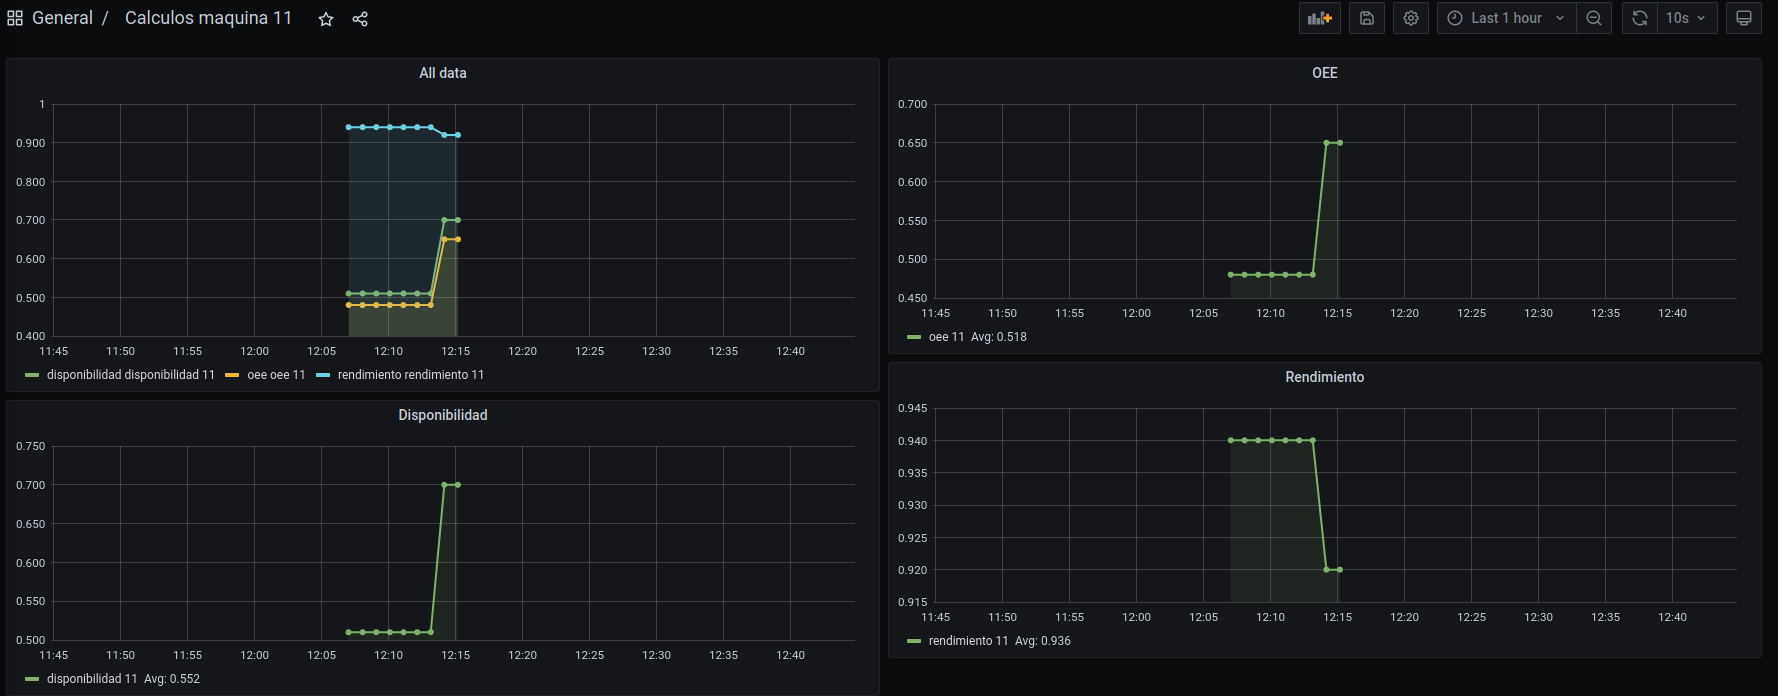 General / Calculos maquina 11
Last 1 hour
10s
All data
1
0.900
0.800
0.700
0.600
0.500
0.400
11:45 11:50 11:55 12:00 12:05 12:10 12:15 12:20 12:25 12:30 12:35 12:40
disponibilidad disponibilidad 11 oee oee 11 rendimiento rendimiento 11
OEE
0.700
0.650
0.600
0.550
0.500
0.450
11:45 11:50 11:55 12:00 12:05 12:10 12:15 12:20 12:25 12:30 12:35 12:40
oee 11 Avg: 0.518
Disponibilidad
0.750
0.700
0.650
0.600
0.550
0.500
11:45 11:50 11:55 12:00 12:05 12:10 12:15 12:20 12:25 12:30 12:35 12:40
disponibilidad 11 Avg: 0.552
Rendimiento
0.945
0.940
0.935
0.930
0.925
0.920
0.915
11:45 11:50 11:55 12:00 12:05 12:10 12:15 12:20 12:25 12:30 12:35 12:40
rendimiento 11 Avg: 0.936